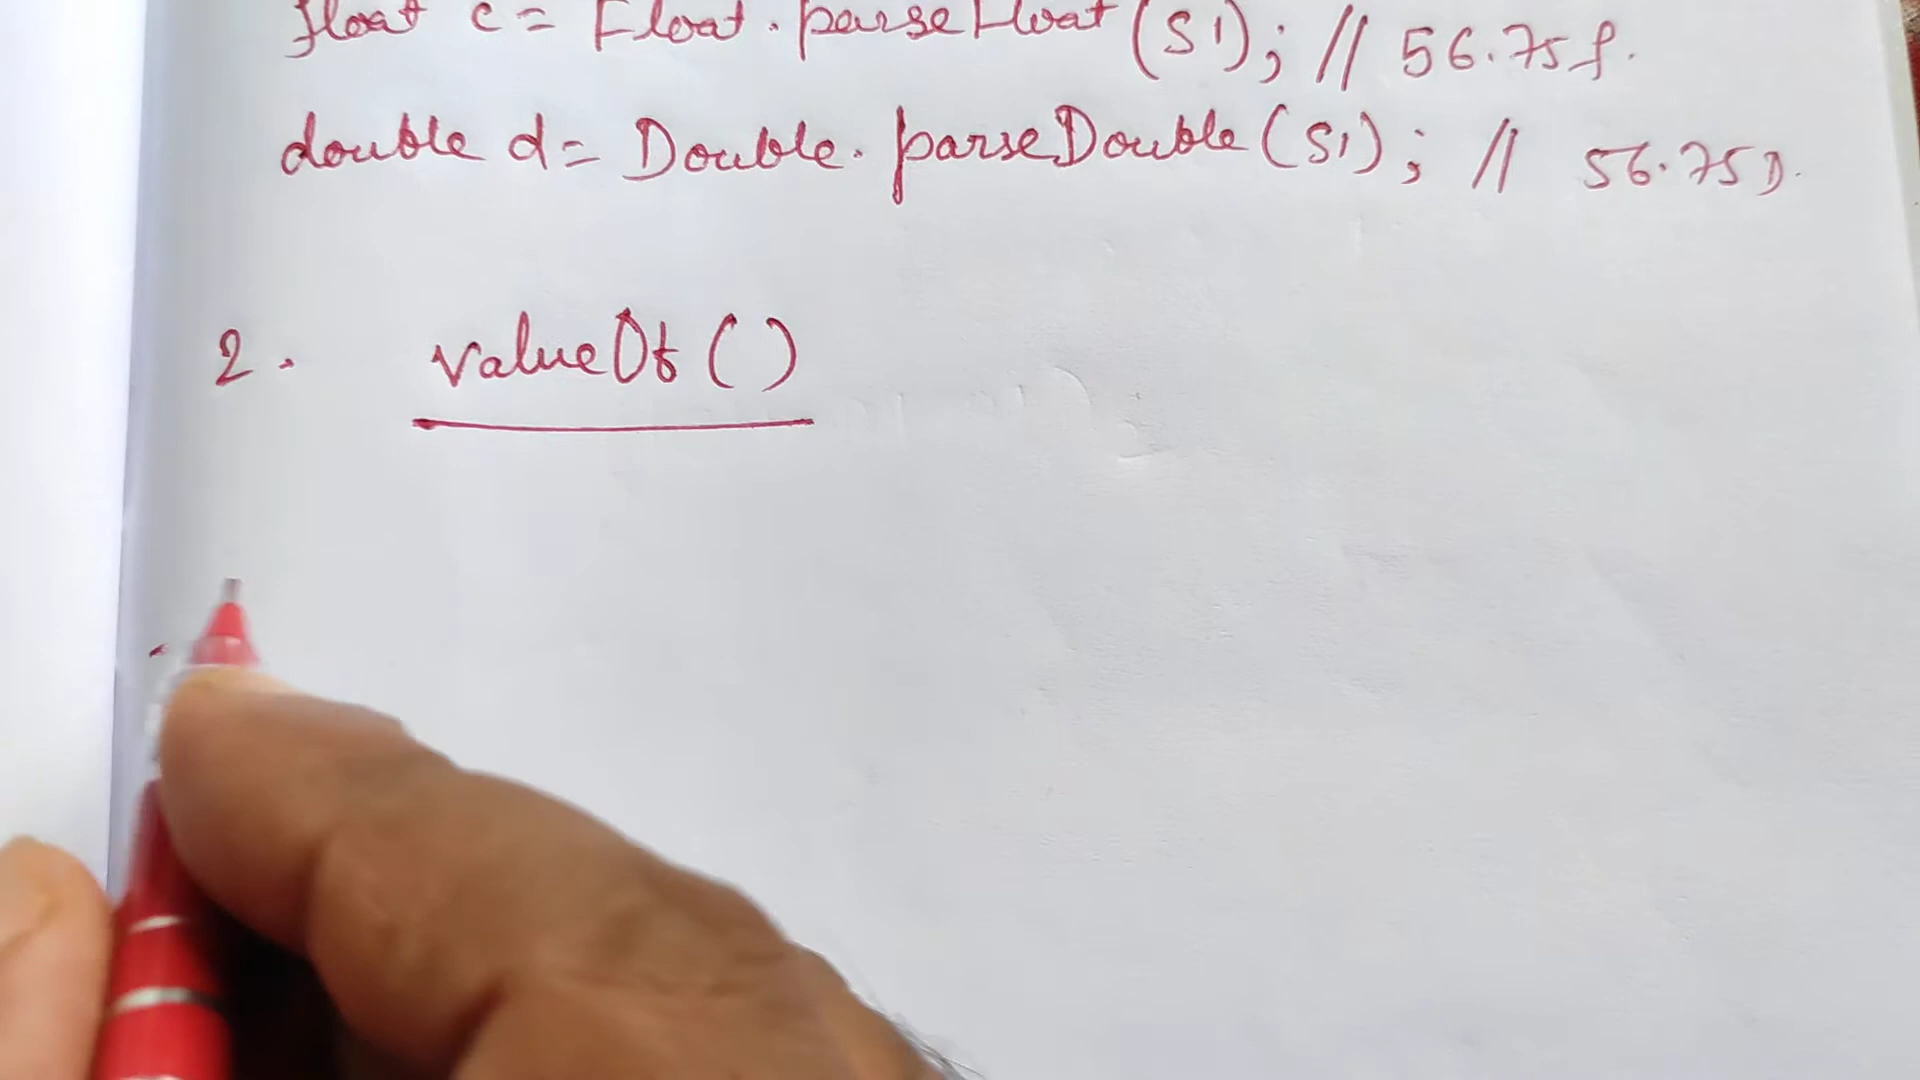 float c = Float.parseFloat(S1); // 56.75f.
double d = Double.parseDouble(S1); // 56.75D.
2. valueOf()